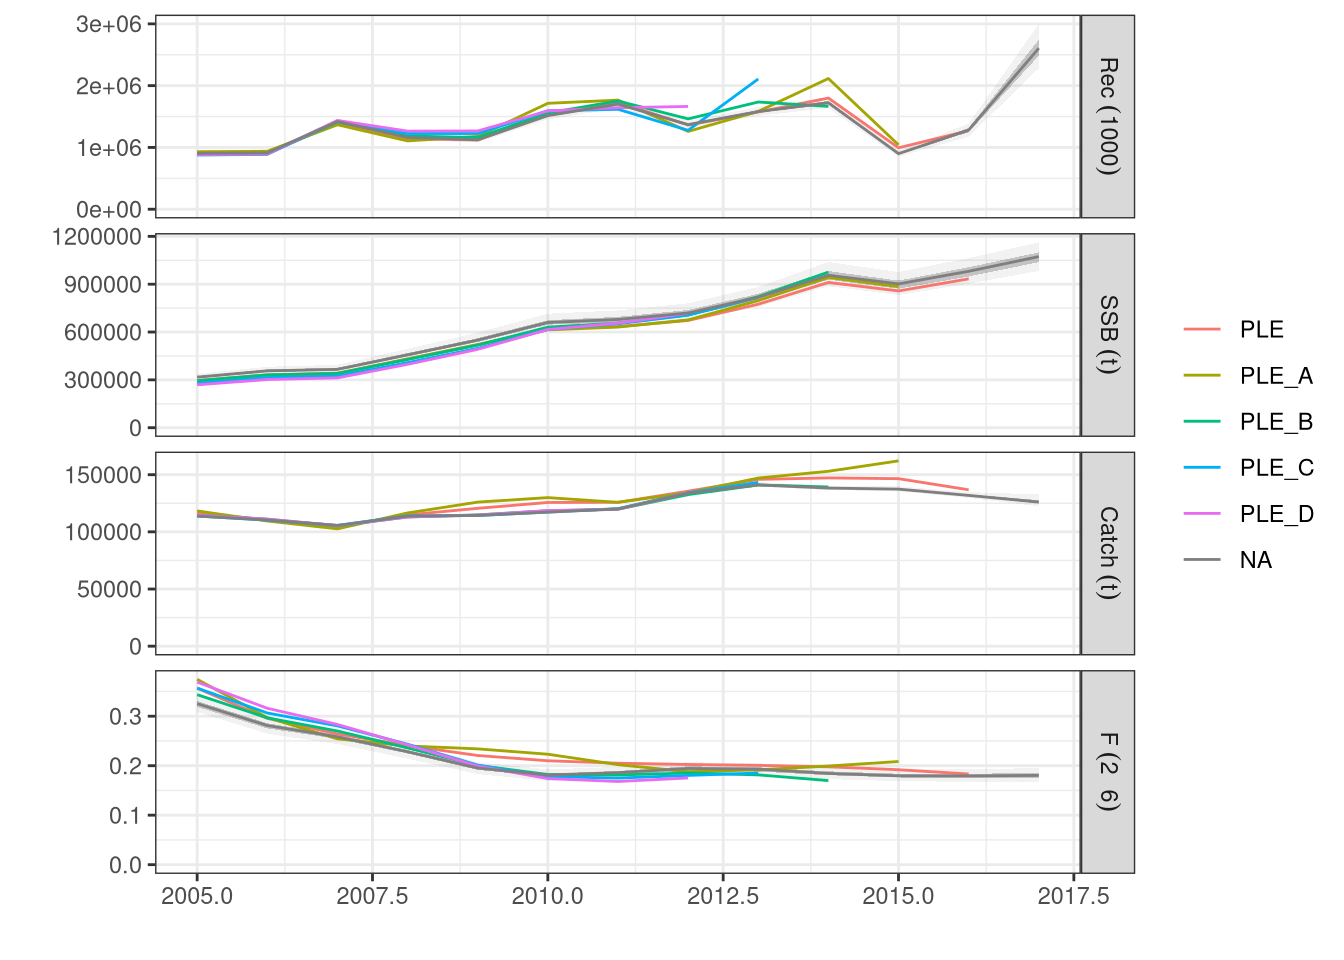 3e+06
2e+06
1e+06
0e+00
Rec (1000)
1200000
900000
600000
300000
0
SSB (t)
150000
100000
50000
0
Catch (t)
0.3
0.2
0.1
0.0
F (2 6)
2005.0 2007.5 2010.0 2012.5 2015.0 2017.5
PLE
PLE_A
PLE_B
PLE_C
PLE_D
NA